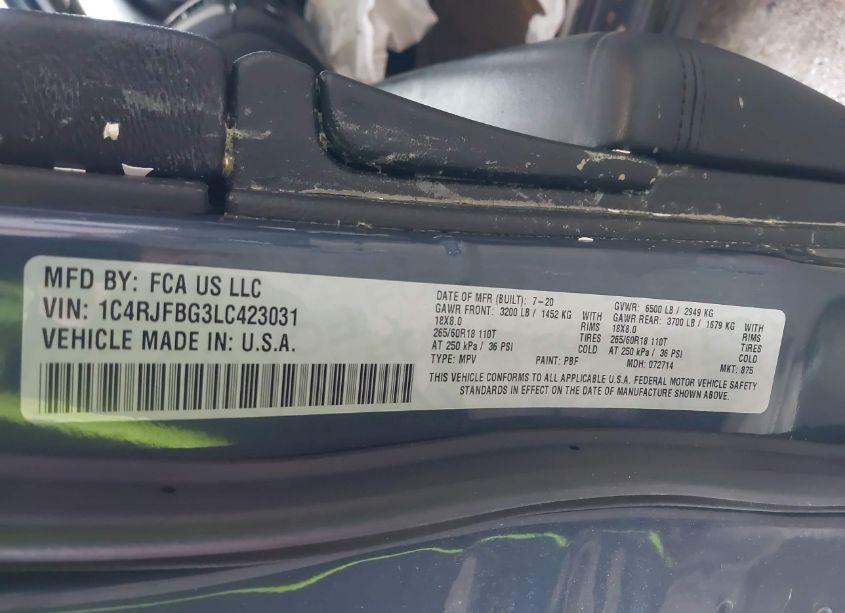 MFD BY: FCA US LLC
VIN: 1C4RJFBG3LC423031
VEHICLE MADE IN: U.S.A.
DATE OF MFR (BUILT): 7-20
GAWR FRONT: 3200 LB / 1452 KG WITH
18X8.0 RIMS
265/60R18 110T TIRES
AT 250 kPa / 36 PSI COLD
TYPE: MPV PAINT: PBF
GVWR: 6500 LB / 2949 KG
GAWR REAR: 3700 LB / 1679 KG WITH
18X8.0 RIMS
265/60R18 110T TIRES
AT 250 kPa / 36 PSI COLD
MDH: 072714 MKT: 875
THIS VEHICLE CONFORMS TO ALL APPLICABLE U.S.A. FEDERAL MOTOR VEHICLE SAFETY
STANDARDS IN EFFECT ON THE DATE OF MANUFACTURE SHOWN ABOVE.